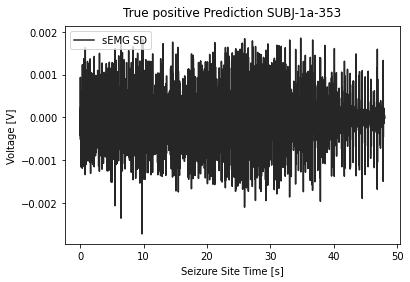 True positive Prediction SUBJ-1a-353
sEMG SD
0.002
0.001
0.000
−0.001
−0.002
Voltage [V]
0 10 20 30 40 50
Seizure Site Time [s]